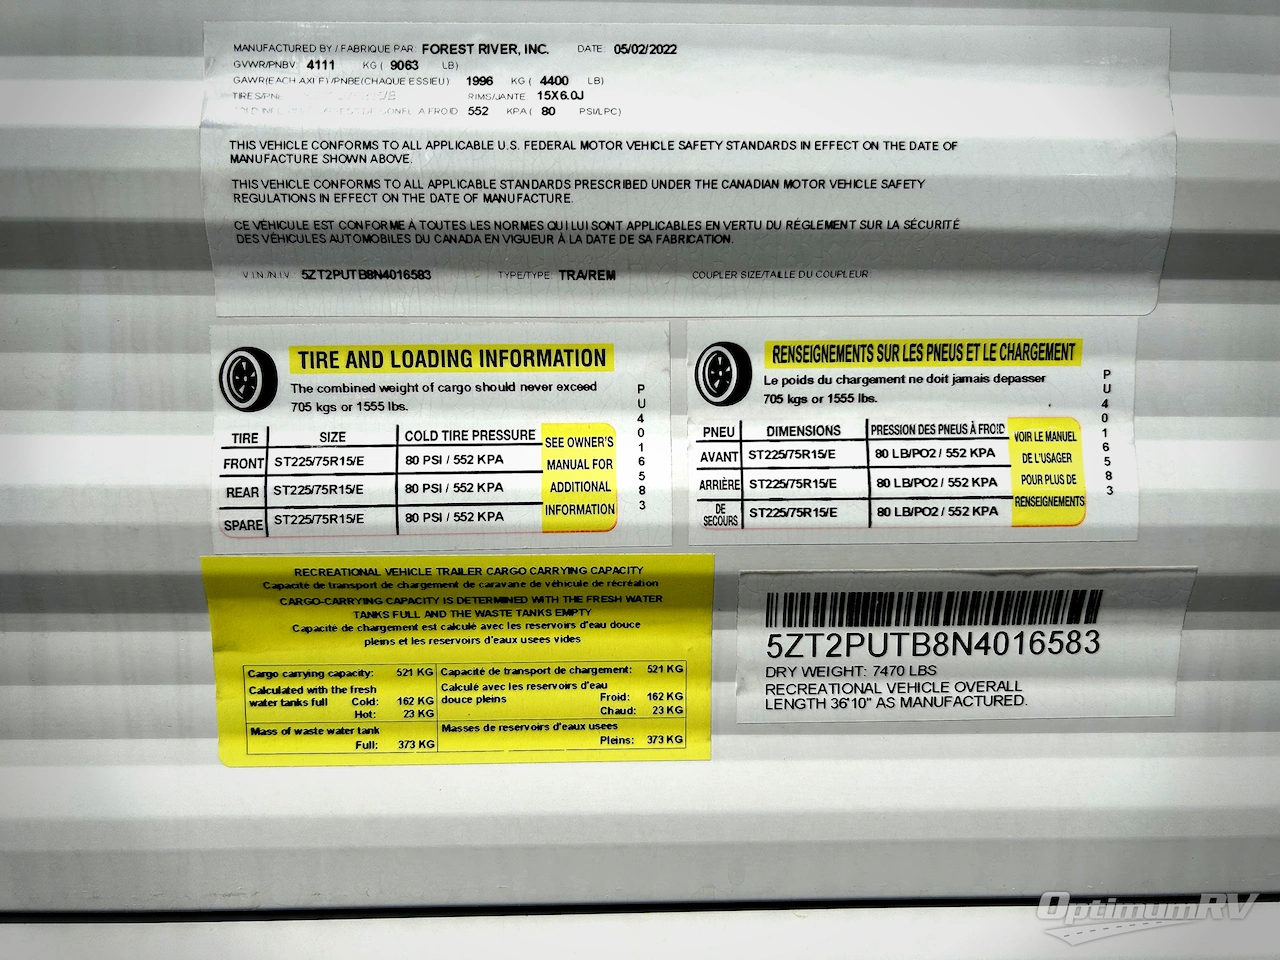 MANUFACTURED BY / FABRIQUE PAR FOREST RIVER, INC. DATE 05/02/2022
GVWR/PNBV 4111 KG ( 9063 LB)
GAWR(EACH AXLE)/PNBE(CHAQUE ESSIEU) 1996 KG ( 4400 LB)
RIMS/JANTE 15X6.0J
A FROID 552 KPA ( 80 PSI/LPC)
THIS VEHICLE CONFORMS TO ALL APPLICABLE U.S. FEDERAL MOTOR VEHICLE SAFETY STANDARDS IN EFFECT ON THE DATE OF
MANUFACTURE SHOWN ABOVE.
THIS VEHICLE CONFORMS TO ALL APPLICABLE STANDARDS PRESCRIBED UNDER THE CANADIAN MOTOR VEHICLE SAFETY
REGULATIONS IN EFFECT ON THE DATE OF MANUFACTURE.
CE VÉHICULE EST CONFORME À TOUTES LES NORMES QUI LUI SONT APPLICABLES EN VERTU DU RÉGLEMENT SUR LA SÉCURITÉ
DES VÉHICULES AUTOMOBILES DU CANADA EN VIGUEUR À LA DATE DE SA FABRICATION.
V.I.N./N.I.V. 5ZT2PUTB8N4016583 TYPE/TYPE: TRA/REM COUPLER SIZE/TAILLE DU COUPLEUR:
TIRE AND LOADING INFORMATION
The combined weight of cargo should never exceed
705 kgs or 1555 lbs.
TIRE SIZE COLD TIRE PRESSURE
FRONT ST225/75R15/E 80 PSI / 552 KPA
REAR ST225/75R15/E 80 PSI / 552 KPA
SPARE ST225/75R15/E 80 PSI / 552 KPA
SEE OWNER'S
MANUAL FOR
ADDITIONAL
INFORMATION
PU4016583
RENSEIGNEMENTS SUR LES PNEUS ET LE CHARGEMENT
Le poids du chargement ne doit jamais depasser
705 kgs or 1555 lbs.
PNEU DIMENSIONS PRESSION DES PNEUS À FROID
AVANT ST225/75R15/E 80 LB/PO2 / 552 KPA
ARRIÈRE ST225/75R15/E 80 LB/PO2 / 552 KPA
DE SECOURS ST225/75R15/E 80 LB/PO2 / 552 KPA
VOIR LE MANUEL
DE L'USAGER
POUR PLUS DE
RENSEIGNEMENTS
PU4016583
RECREATIONAL VEHICLE TRAILER CARGO CARRYING CAPACITY
Capacité de transport de chargement de caravane de véhicule de récréation
CARGO-CARRYING CAPACITY IS DETERMINED WITH THE FRESH WATER
TANKS FULL AND THE WASTE TANKS EMPTY
Capacité de chargement est calculé avec les reservoirs d'eau douce
pleins et les reservoirs d'eaux usees vides
Cargo carrying capacity: 521 KG
Calculated with the fresh
water tanks full Cold: 162 KG
Hot: 23 KG
Mass of waste water tank
Full: 373 KG
Capacité de transport de chargement: 521 KG
Calculé avec les reservoirs d'eau
douce pleins Froid: 162 KG
Chaud: 23 KG
Masses de reservoirs d'eaux usees
Pleins: 373 KG
5ZT2PUTB8N4016583
DRY WEIGHT: 7470 LBS
RECREATIONAL VEHICLE OVERALL
LENGTH 36'10" AS MANUFACTURED.
OptimumRV